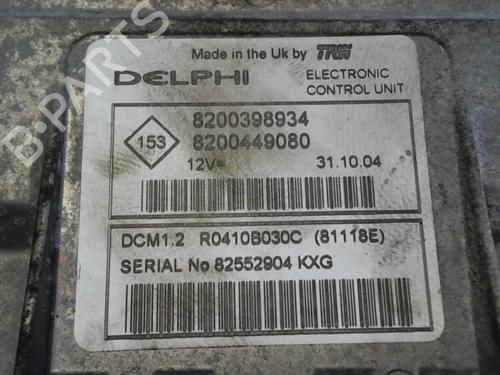 Made in the Uk by TRW
DELPHI
ELECTRONIC
CONTROL UNIT
153
8200398934
8200449080
12V=
31.10.04
DCM1.2 R0410B030C (81118E)
SERIAL No 82552904 KXG
B-PARTS